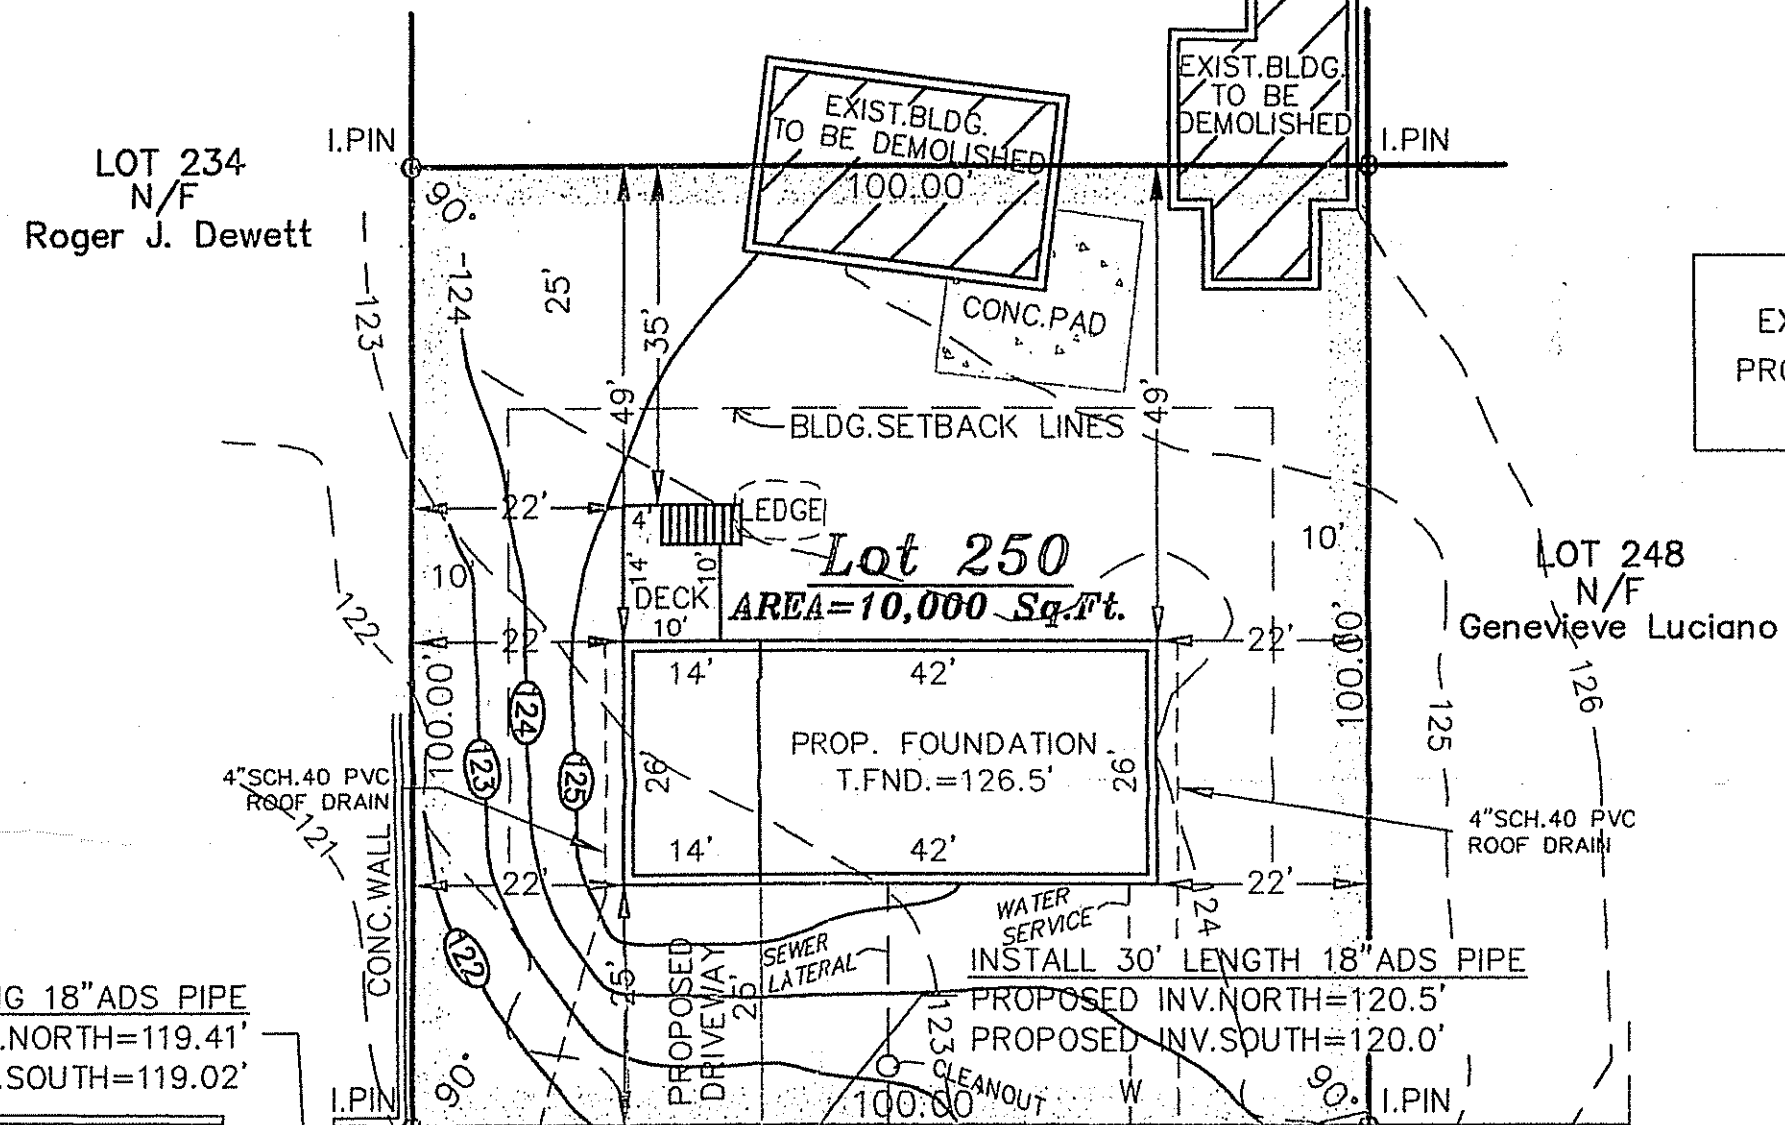 EXIST.BLDG.
TO BE
DEMOLISHED
EXIST.BLDG.
TO BE DEMOLISHED
100.00'
I.PIN
I.PIN
LOT 234
N/F
Roger J. Dewett
90°
-124
-123
25'
35'
49'
49'
CONC.PAD
BLDG.SETBACK LINES
EX
PRO
22'
4'
LEDGE
14'
10'
DECK
10'
10'
10'
Lot 250
AREA=10,000 Sq.Ft.
LOT 248
N/F
Genevieve Luciano
122
22'
22'
100.00'
100.00'
14'
42'
PROP. FOUNDATION
T.FND.=126.5'
26'
26'
14'
42'
124
123
125
125
126
4"SCH.40 PVC
ROOF DRAIN
4"SCH.40 PVC
ROOF DRAIN
121
CONC.WALL
22'
22'
WATER
SERVICE
124
122
SEWER
LATERAL
25'
PROPOSED
DRIVEWAY
25'
INSTALL 30' LENGTH 18"ADS PIPE
PROPOSED INV.NORTH=120.5'
PROPOSED INV.SOUTH=120.0'
NG 18"ADS PIPE
.NORTH=119.41'
.SOUTH=119.02'
123
CLEANOUT
W
90°
90°
100.00
I.PIN
I.PIN